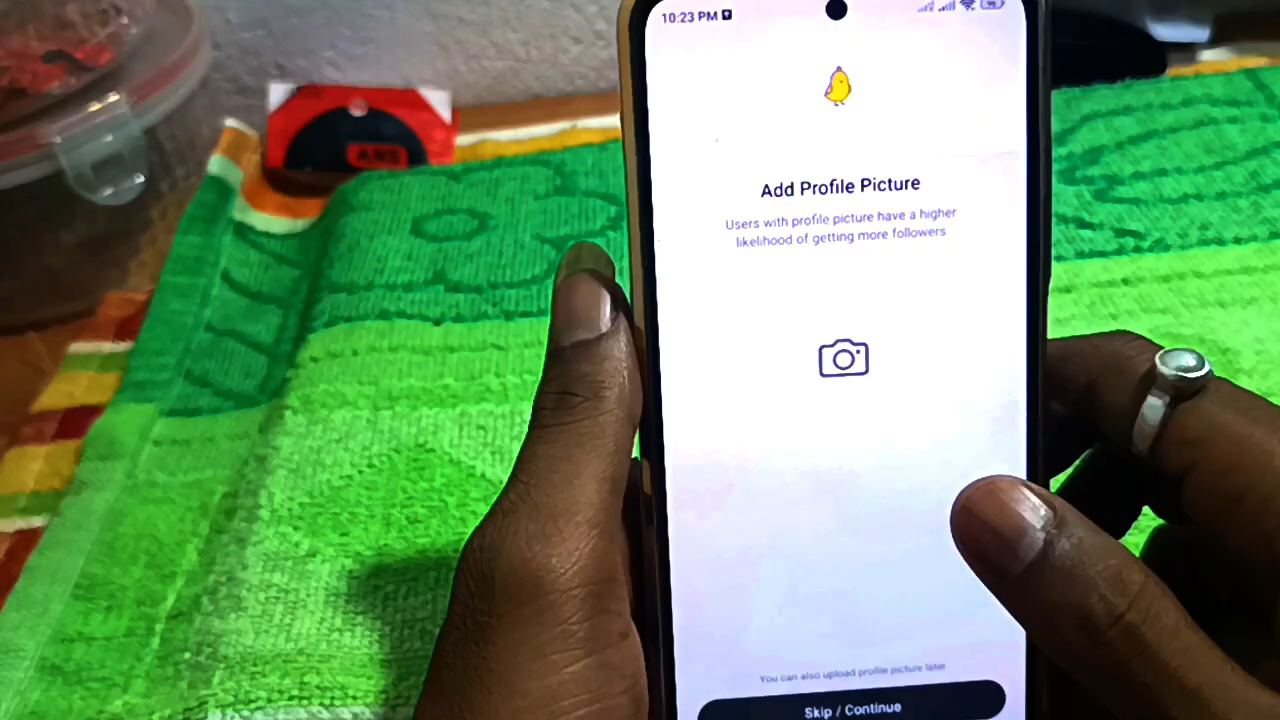 10:23 PM
Add Profile Picture
Users with profile picture have a higher
likelihood of getting more followers
You can also upload profile picture later
Skip / Continue